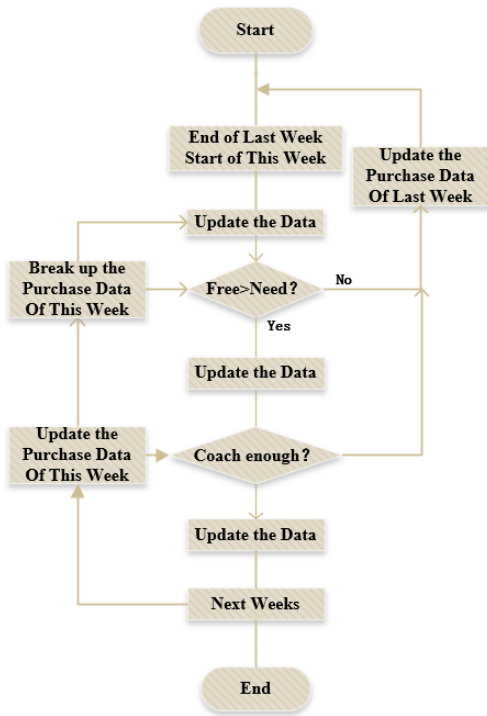 Start
End of Last Week
Start of This Week
Update the
Purchase Data
Of Last Week
Update the Data
Break up the
Purchase Data
Of This Week
Free>Need?
No
Yes
Update the Data
Update the
Purchase Data
Of This Week
Coach enough?
Update the Data
Next Weeks
End